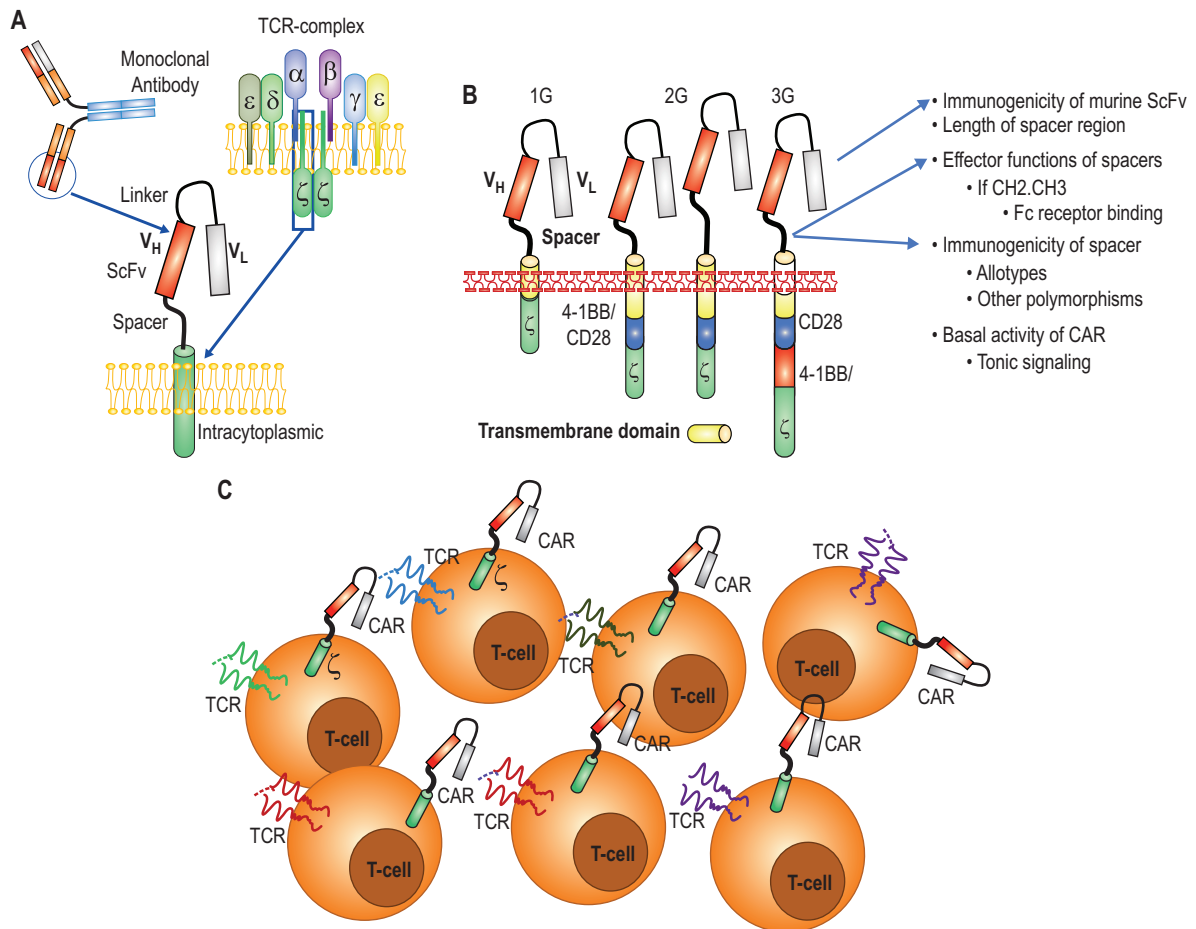 A
TCR-complex
Monoclonal
Antibody
ε
δ
α
β
γ
ε
ζ
ζ
Linker
VH
VL
ScFv
Spacer
Intracytoplasmic
B
1G
2G
3G
VH
VL
Spacer
4-1BB/
CD28
ζ
ζ
ζ
CD28
4-1BB/
ζ
Transmembrane domain
• Immunogenicity of murine ScFv
• Length of spacer region
• Effector functions of spacers
• If CH2.CH3
• Fc receptor binding
• Immunogenicity of spacer
• Allotypes
• Other polymorphisms
• Basal activity of CAR
• Tonic signaling
C
TCR
CAR
ζ
T-cell
TCR
CAR
ζ
T-cell
TCR
CAR
T-cell
TCR
CAR
T-cell
TCR
CAR
T-cell
TCR
CAR
T-cell
TCR
CAR
T-cell